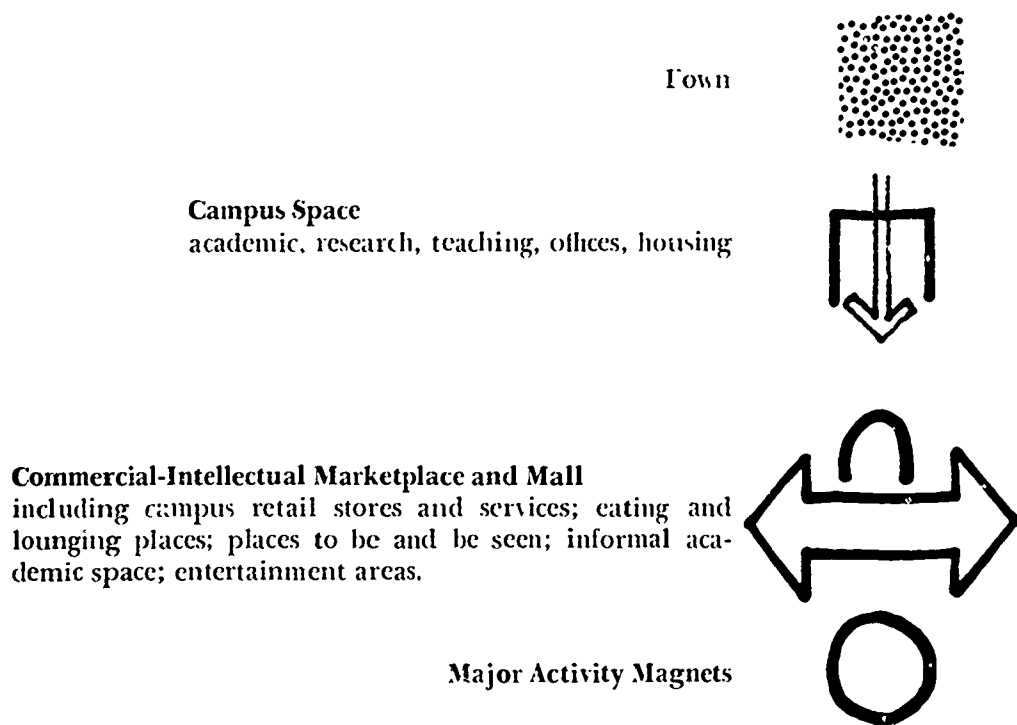 Town
Campus Space
academic, research, teaching, offices, housing
Commercial-Intellectual Marketplace and Mall
including campus retail stores and services; eating and
lounging places; places to be and be seen; informal aca-
demic space; entertainment areas.
Major Activity Magnets